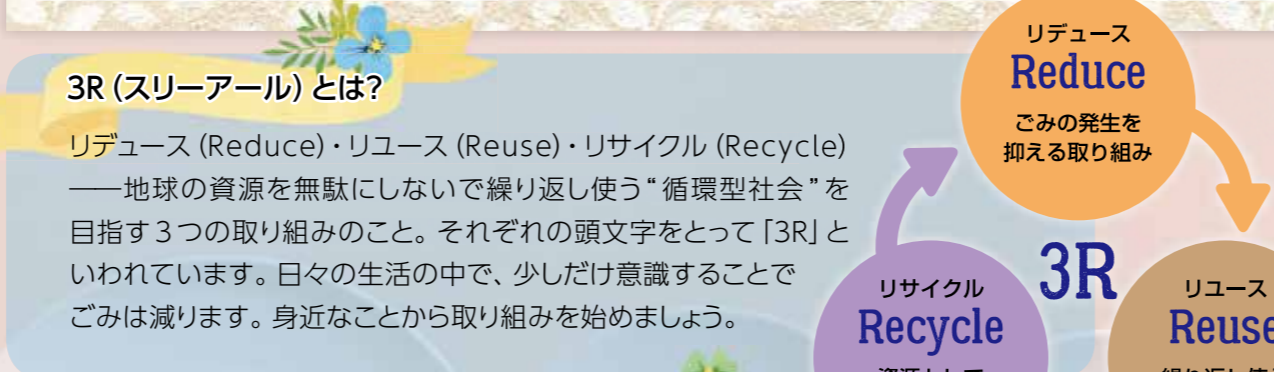 3R（スリーアール）とは?
リデュース（Reduce）・リユース（Reuse）・リサイクル（Recycle）
――地球の資源を無駄にしないで繰り返し使う“循環型社会”を
目指す３つの取り組みのこと。それぞれの頭文字をとって「3R」と
いわれています。日々の生活の中で、少しだけ意識することで
ごみは減ります。身近なことから取り組みを始めましょう。
リデュース
Reduce
ごみの発生を
抑える取り組み
3R
リサイクル
Recycle
リユース
Reuse